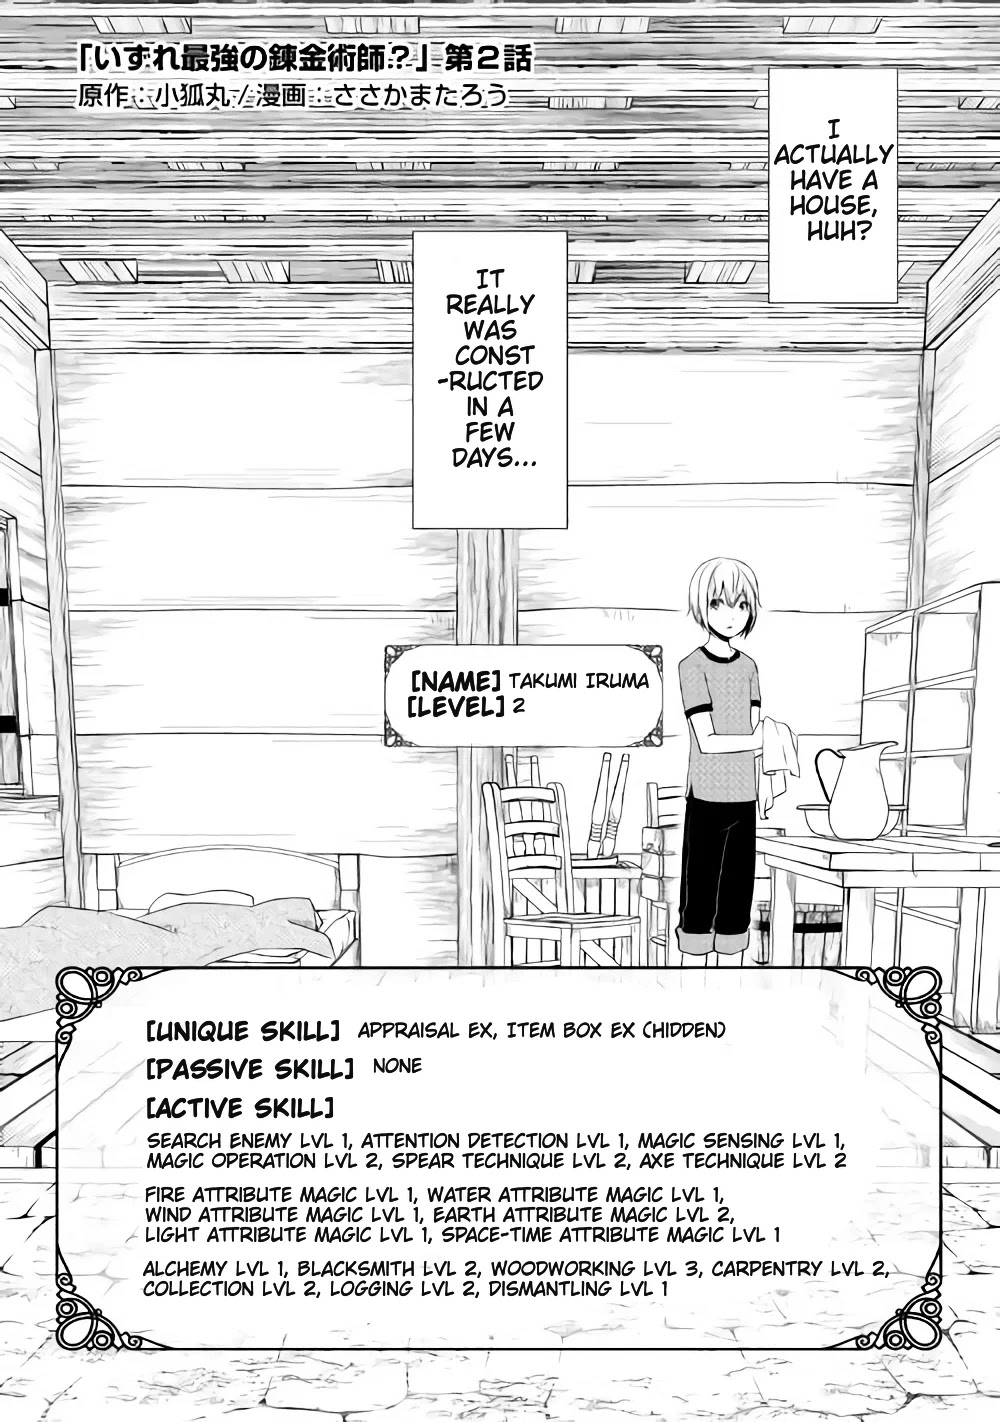 「いずれ最強の錬金術師？」第2話
原作：小狐丸/漫画：ささかまたろう
I
ACTUALLY
HAVE A
HOUSE,
HUH?
IT
REALLY
WAS
CONST
-RUCTED
IN A
FEW
DAYS...
[NAME] TAKUMI IRUMA
[LEVEL] 2
[UNIQUE SKILL] APPRAISAL EX, ITEM BOX EX (HIDDEN)
[PASSIVE SKILL] NONE
[ACTIVE SKILL]
SEARCH ENEMY LVL 1, ATTENTION DETECTION LVL 1, MAGIC SENSING LVL 1,
MAGIC OPERATION LVL 2, SPEAR TECHNIQUE LVL 2, AXE TECHNIQUE LVL 2
FIRE ATTRIBUTE MAGIC LVL 1, WATER ATTRIBUTE MAGIC LVL 1,
WIND ATTRIBUTE MAGIC LVL 1, EARTH ATTRIBUTE MAGIC LVL 2,
LIGHT ATTRIBUTE MAGIC LVL 1, SPACE-TIME ATTRIBUTE MAGIC LVL 1
ALCHEMY LVL 1, BLACKSMITH LVL 2, WOODWORKING LVL 3, CARPENTRY LVL 2,
COLLECTION LVL 2, LOGGING LVL 2, DISMANTLING LVL 1